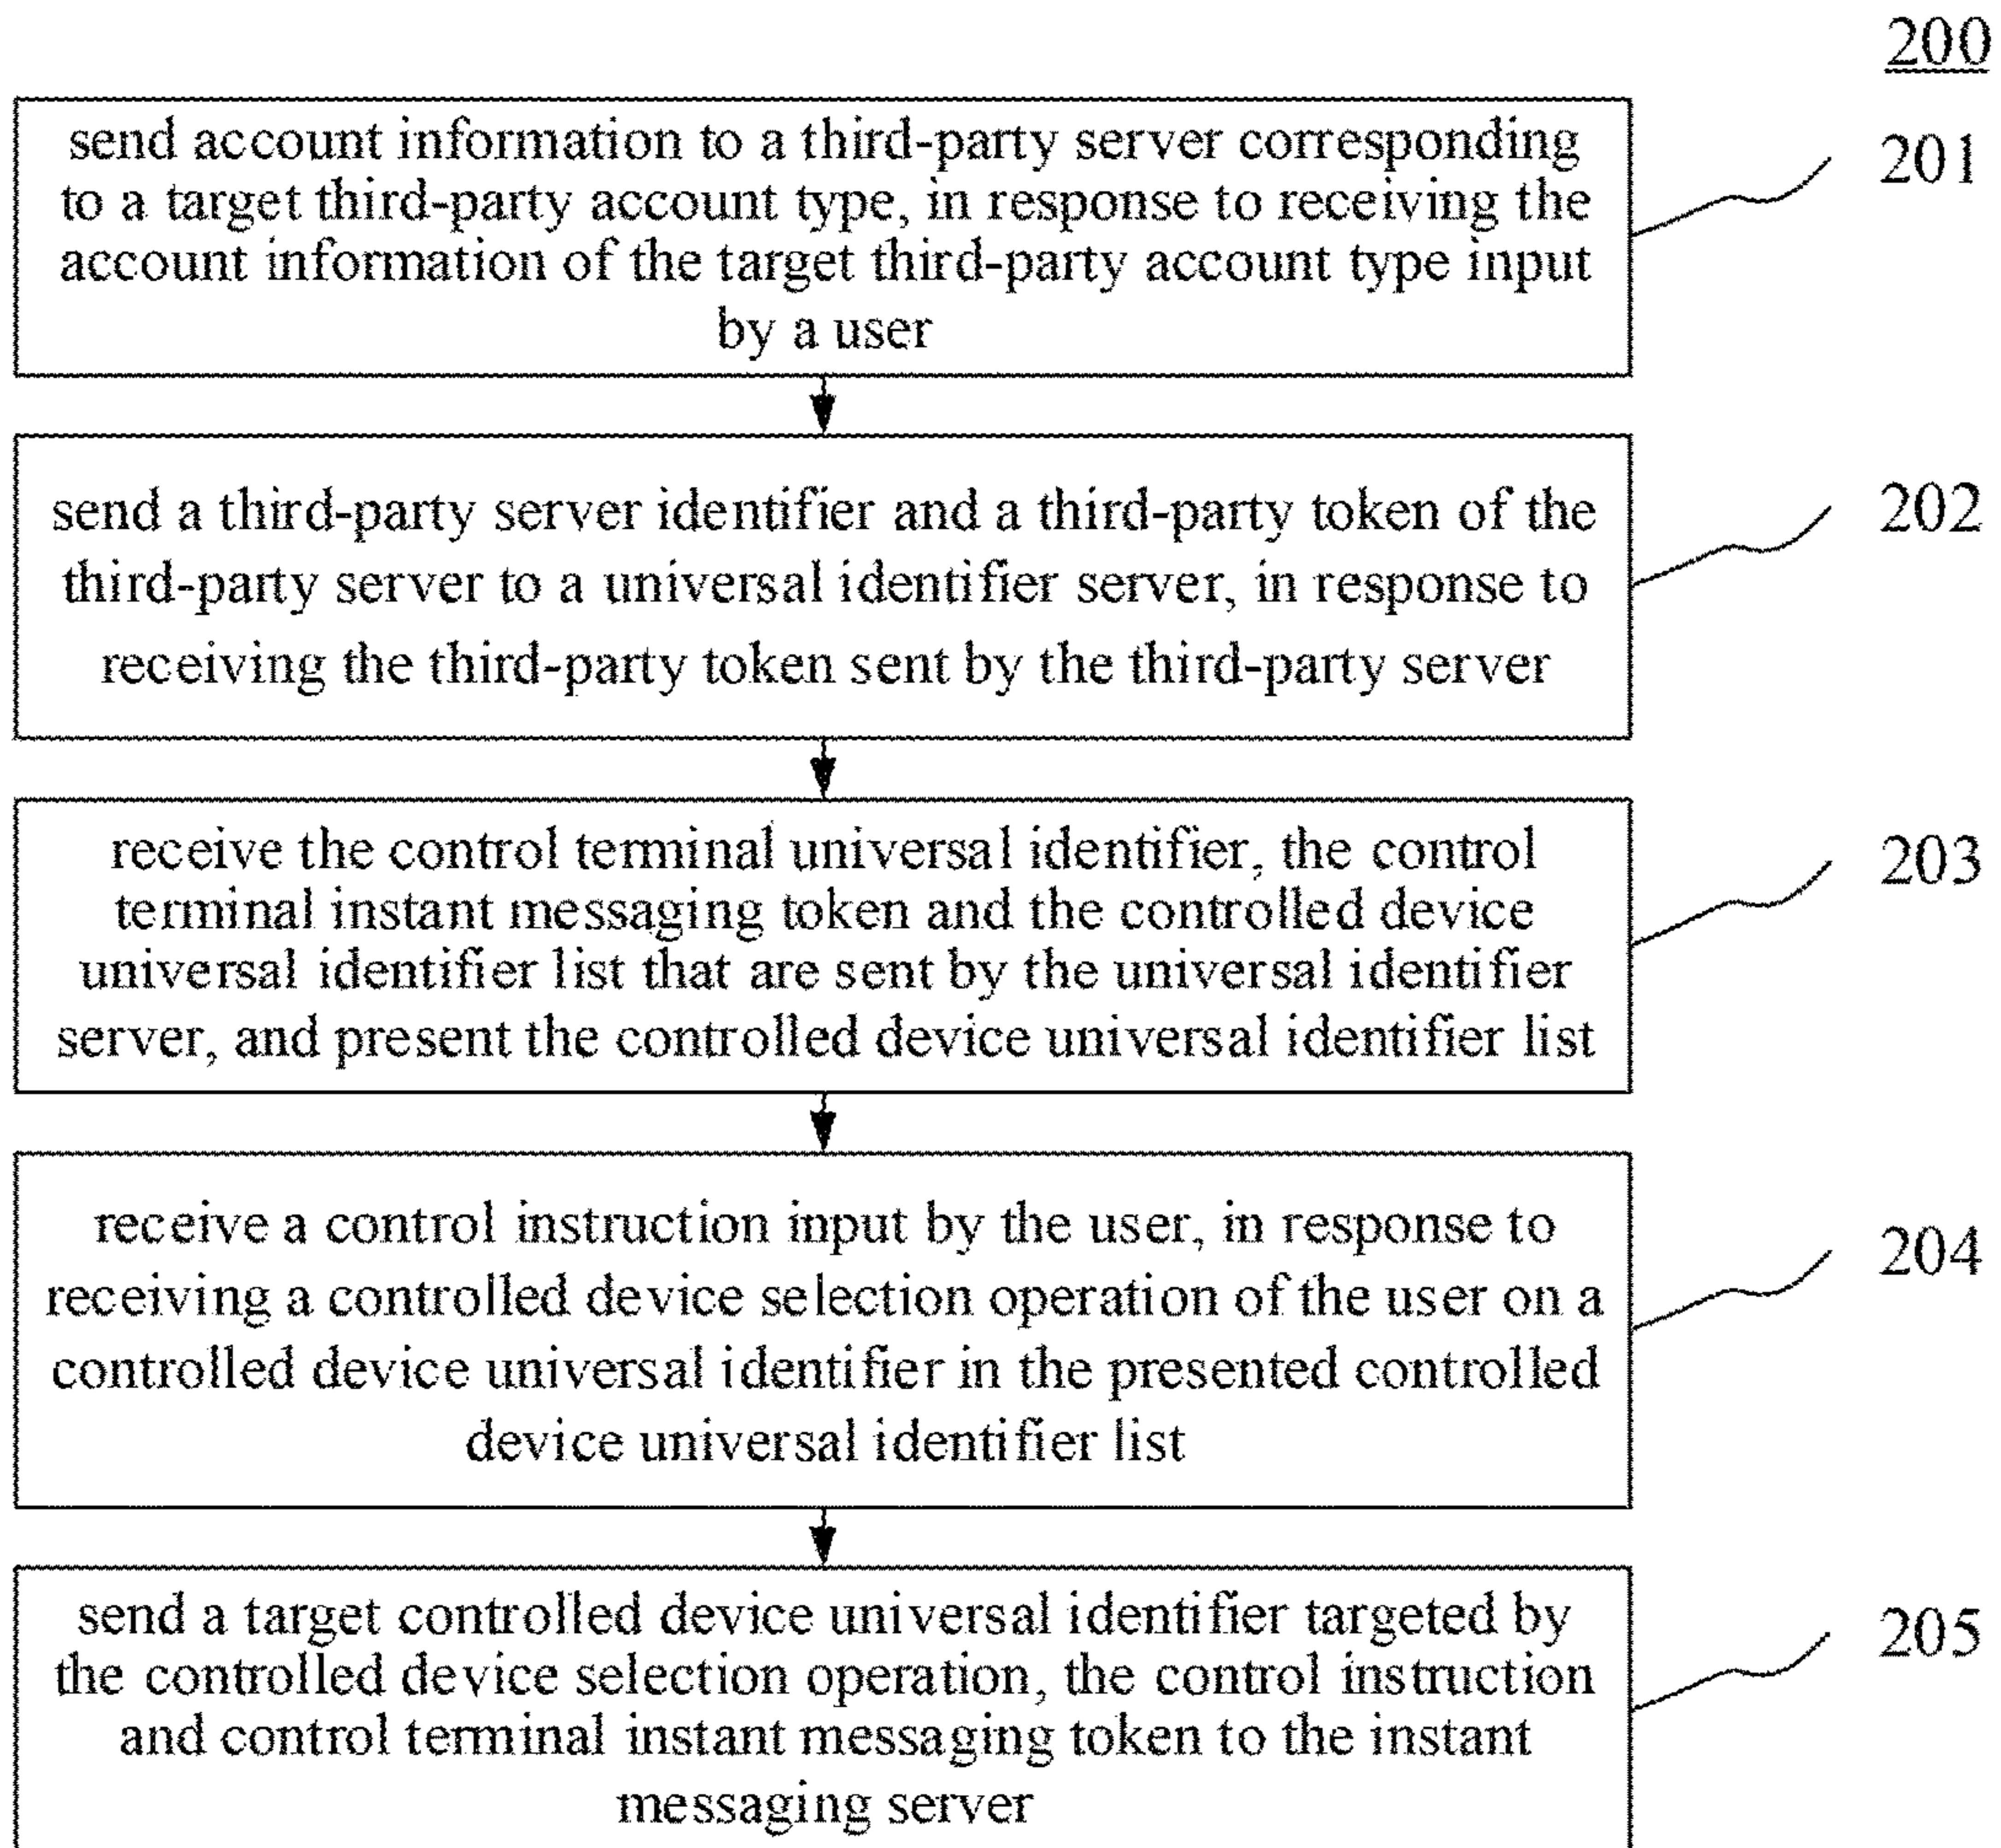 200
send account information to a third-party server corresponding
to a target third-party account type, in response to receiving the
account information of the target third-party account type input
by a user
201
send a third-party server identifier and a third-party token of the
third-party server to a universal identifier server, in response to
receiving the third-party token sent by the third-party server
202
receive the control terminal universal identifier, the control
terminal instant messaging token and the controlled device
universal identifier list that are sent by the universal identifier
server, and present the controlled device universal identifier list
203
receive a control instruction input by the user, in response to
receiving a controlled device selection operation of the user on a
controlled device universal identifier in the presented controlled
device universal identifier list
204
send a target controlled device universal identifier targeted by
the controlled device selection operation, the control instruction
and control terminal instant messaging token to the instant
messaging server
205